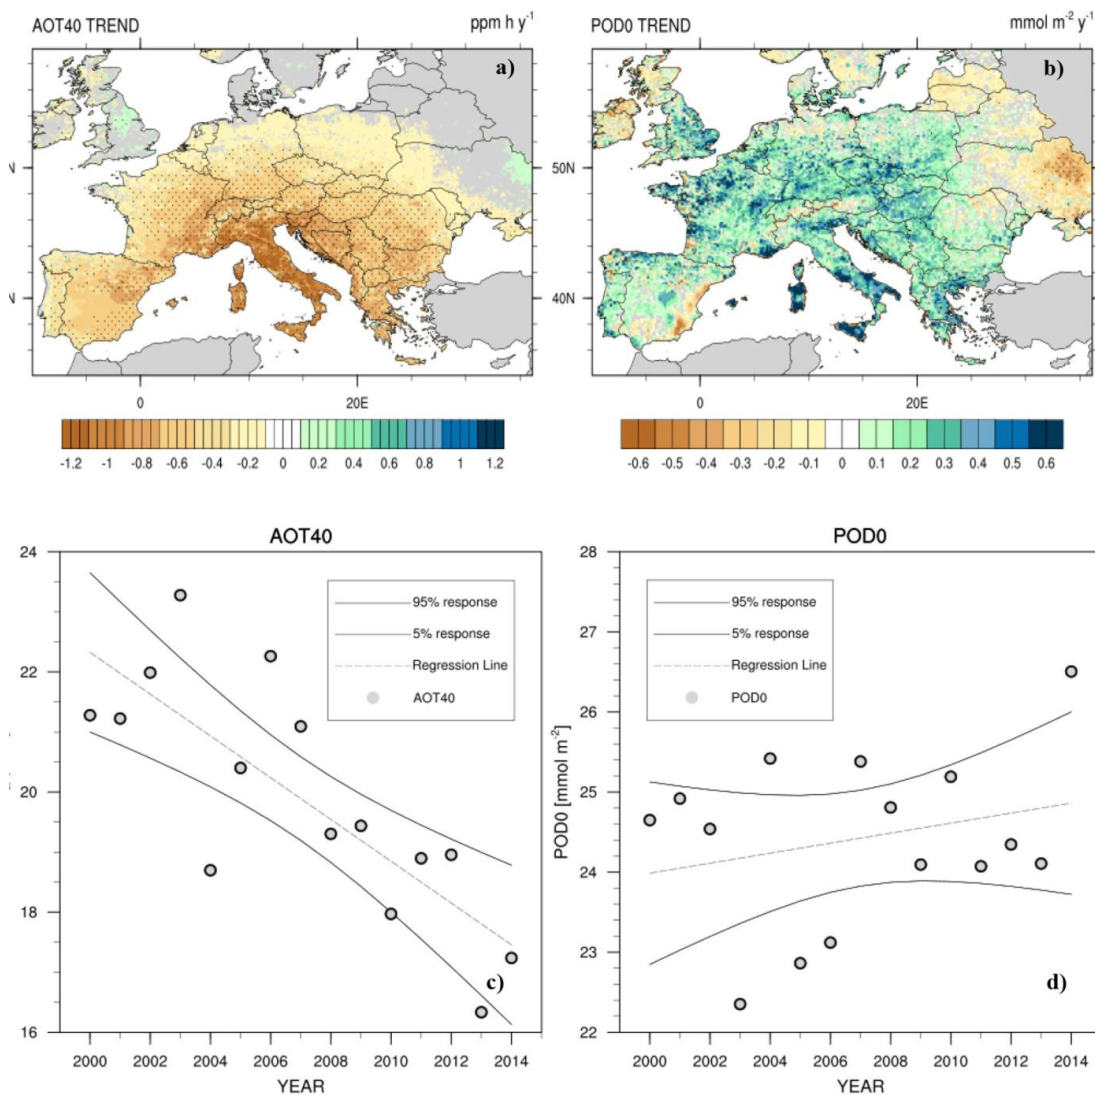 AOT40 TREND ppm h y⁻¹
a)
50N
40N
0 20E
-1.2 -1 -0.8 -0.6 -0.4 -0.2 0 0.2 0.4 0.6 0.8 1 1.2
POD0 TREND mmol m⁻² y⁻¹
b)
50N
40N
0 20E
-0.6 -0.5 -0.4 -0.3 -0.2 -0.1 0 0.1 0.2 0.3 0.4 0.5 0.6
AOT40
24
22
20
18
16
95% response
5% response
Regression Line
AOT40
c)
2000 2002 2004 2006 2008 2010 2012 2014
YEAR
POD0
POD0 [mmol m⁻²]
28
27
26
25
24
23
22
95% response
5% response
Regression Line
POD0
d)
2000 2002 2004 2006 2008 2010 2012 2014
YEAR